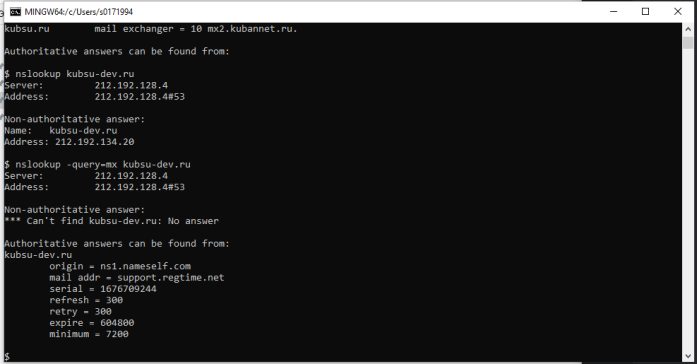 MINGW64:/c/Users/s0171994
kubsu.ru        mail exchanger = 10 mx2.kubannet.ru.
Authoritative answers can be found from:
$ nslookup kubsu-dev.ru
Server:         212.192.128.4
Address:        212.192.128.4#53
Non-authoritative answer:
Name:   kubsu-dev.ru
Address: 212.192.134.20
$ nslookup -query=mx kubsu-dev.ru
Server:         212.192.128.4
Address:        212.192.128.4#53
Non-authoritative answer:
*** Can't find kubsu-dev.ru: No answer
Authoritative answers can be found from:
kubsu-dev.ru
        origin = ns1.nameself.com
        mail addr = support.regtime.net
        serial = 1676709244
        refresh = 300
        retry = 300
        expire = 604800
        minimum = 7200
$